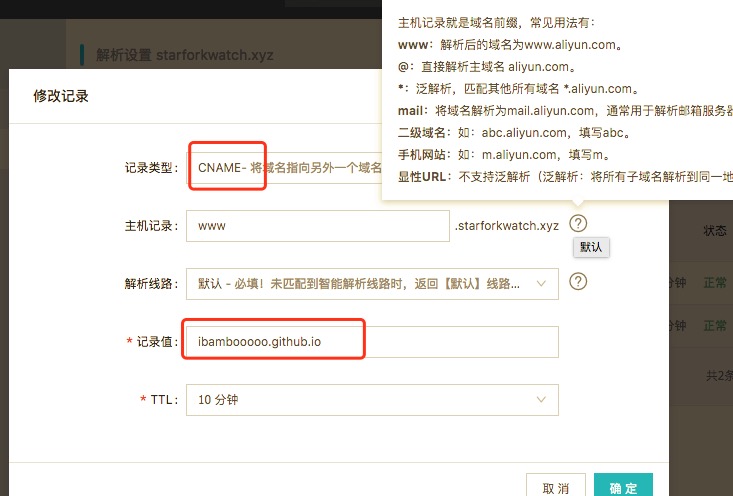 主机记录就是域名前缀，常见用法有：
解析设置 starforkwatch.xyz
www：解析后的域名为www.aliyun.com。
@：直接解析主域名 aliyun.com。
*：泛解析，匹配其他所有域名 *.aliyun.com。
修改记录
mail：将域名解析为mail.aliyun.com，通常用于解析邮箱服务器
二级域名：如：abc.aliyun.com，填写abc。
手机网站：如：m.aliyun.com，填写m。
显性URL：不支持泛解析（泛解析：将所有子域名解析到同一地
记录类型： CNAME- 将域名指向另外一个域名
主机记录： www .starforkwatch.xyz ?
状态
默认
解析线路： 默认 - 必填！未匹配到智能解析线路时，返回【默认】线路... ?
分钟 正常
* 记录值： ibambooooo.github.io
分钟 正常
共2条
* TTL： 10 分钟
取 消 确 定